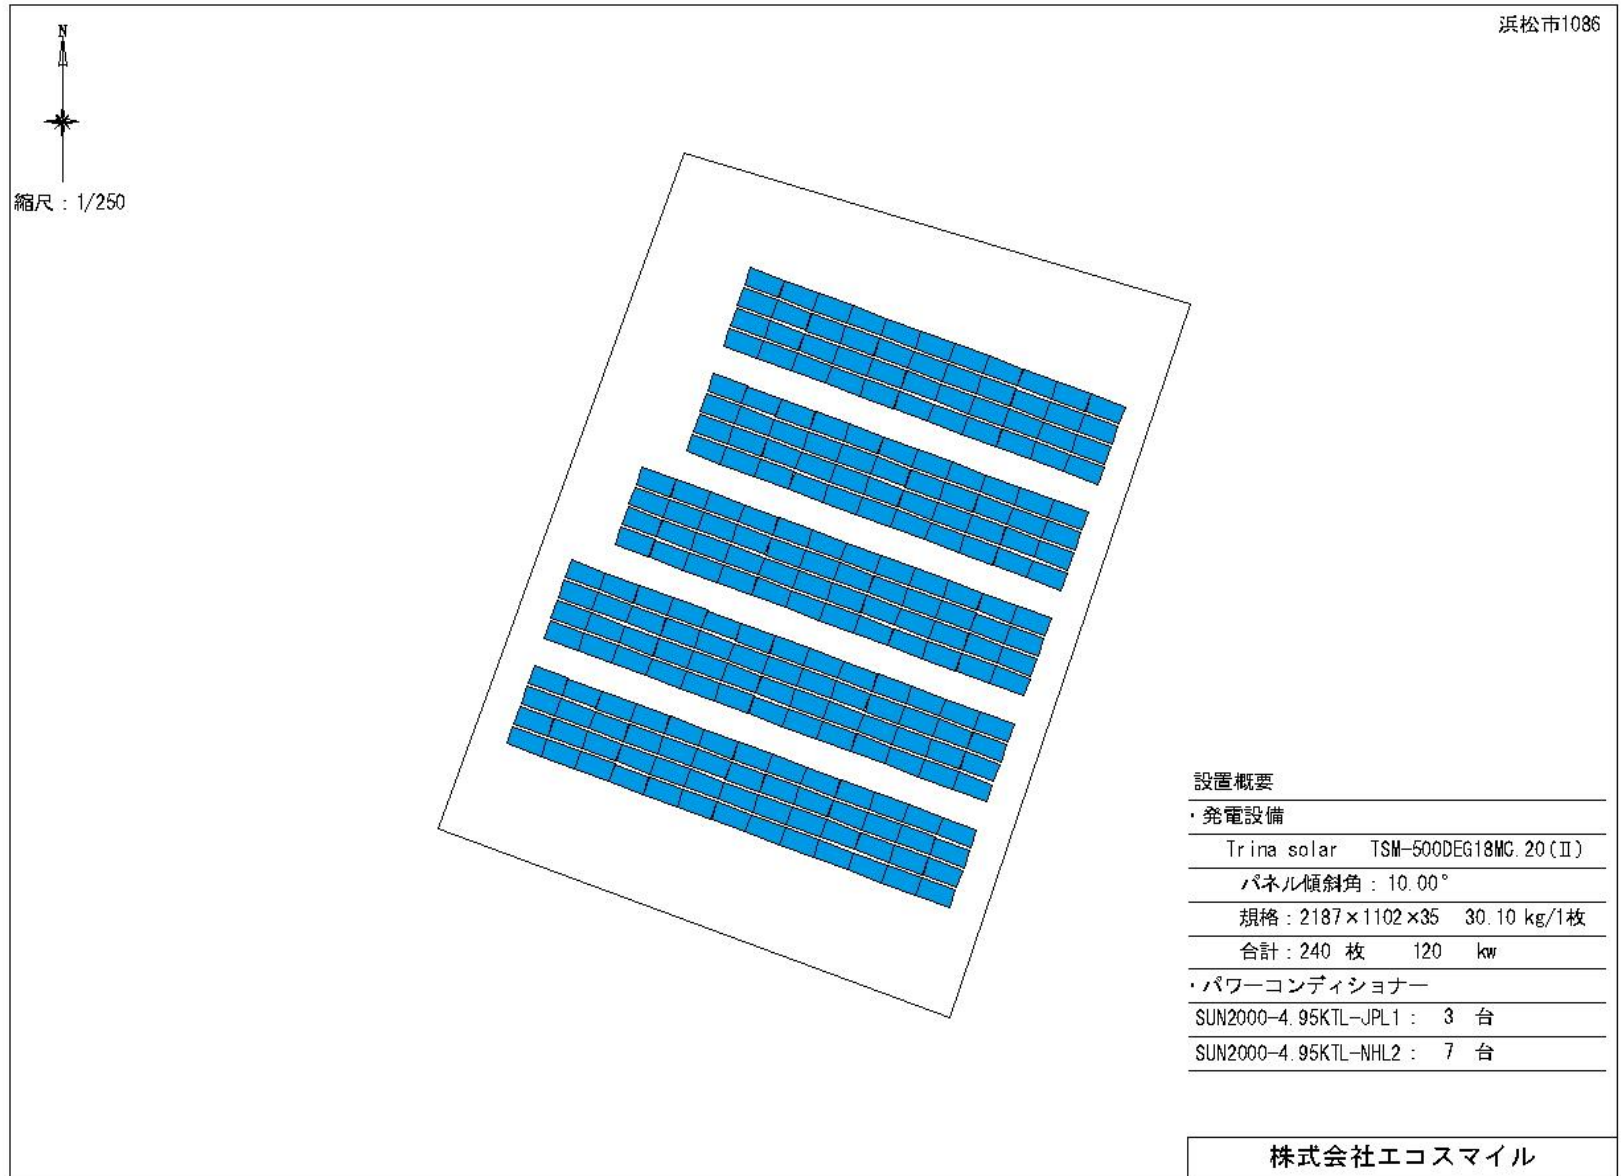 浜松市1086
N
縮尺：1/250
設置概要
・発電設備
Trina solar TSM-500DEG18MC.20(Ⅱ)
パネル傾斜角：10.00°
規格：2187×1102×35 30.10 kg/1枚
合計：240 枚 120 kw
・パワーコンディショナー
SUN2000-4.95KTL-JPL1： 3 台
SUN2000-4.95KTL-NHL2： 7 台
株式会社エコスマイル